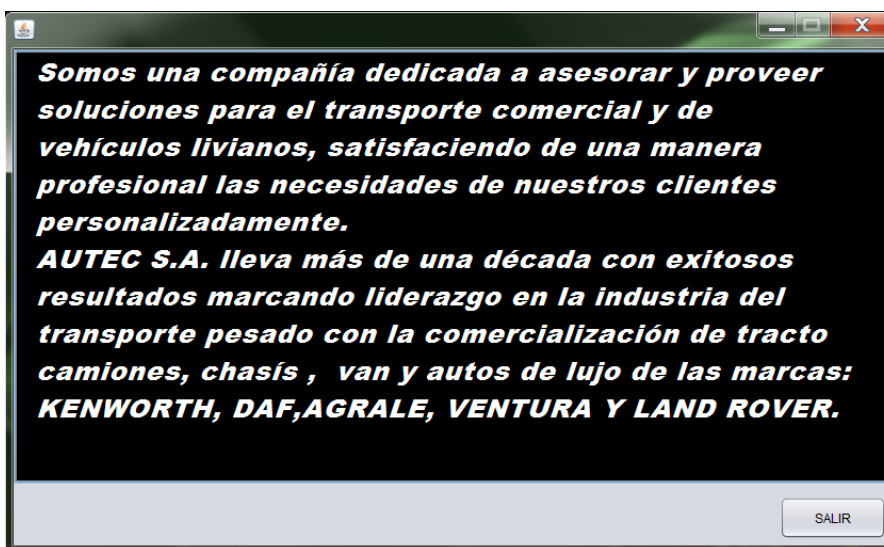 Somos una compañía dedicada a asesorar y proveer
soluciones para el transporte comercial y de
vehículos livianos, satisfaciendo de una manera
profesional las necesidades de nuestros clientes
personalizadamente.
AUTEC S.A. lleva más de una década con exitosos
resultados marcando liderazgo en la industria del
transporte pesado con la comercialización de tracto
camiones, chasís ,  van y autos de lujo de las marcas:
KENWORTH, DAF,AGRALE, VENTURA Y LAND ROVER.
SALIR